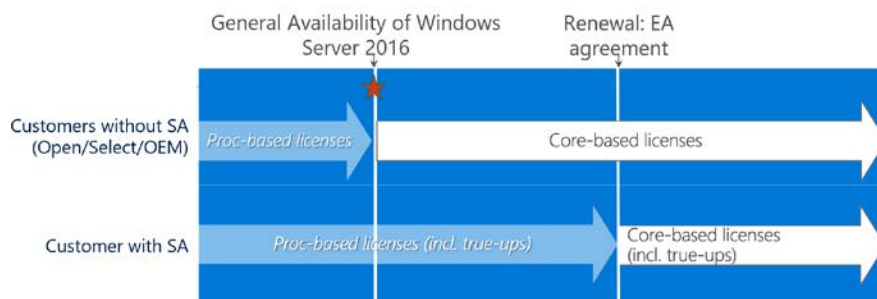 General Availability of Windows
Server 2016
Renewal: EA
agreement
Customers without SA
(Open/Select/OEM)
Proc-based licenses
Core-based licenses
Customer with SA
Proc-based licenses (incl. true-ups)
Core-based licenses
(incl. true-ups)